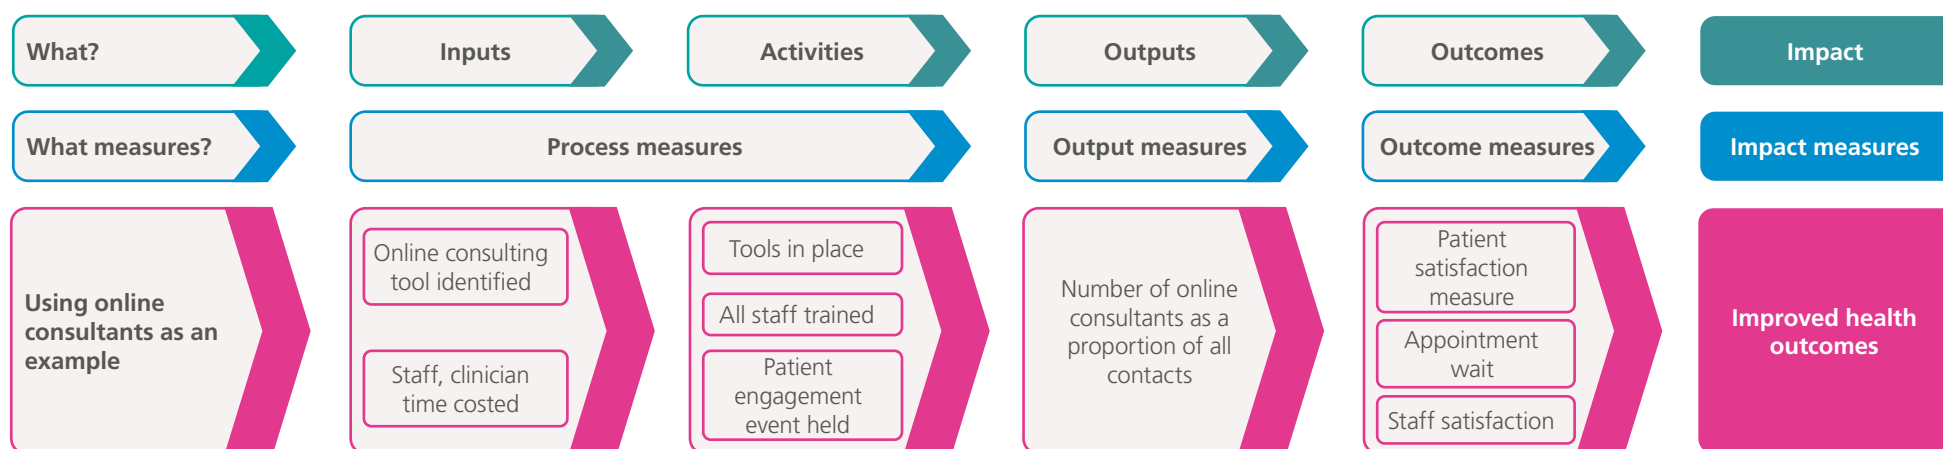 What?
Inputs
Activities
Outputs
Outcomes
Impact
What measures?
Process measures
Output measures
Outcome measures
Impact measures
Using online
consultants as an
example
Online consulting
tool identified
Staff, clinician
time costed
Tools in place
All staff trained
Patient
engagement
event held
Number of online
consultants as a
proportion of all
contacts
Patient
satisfaction
measure
Appointment
wait
Staff satisfaction
Improved health
outcomes